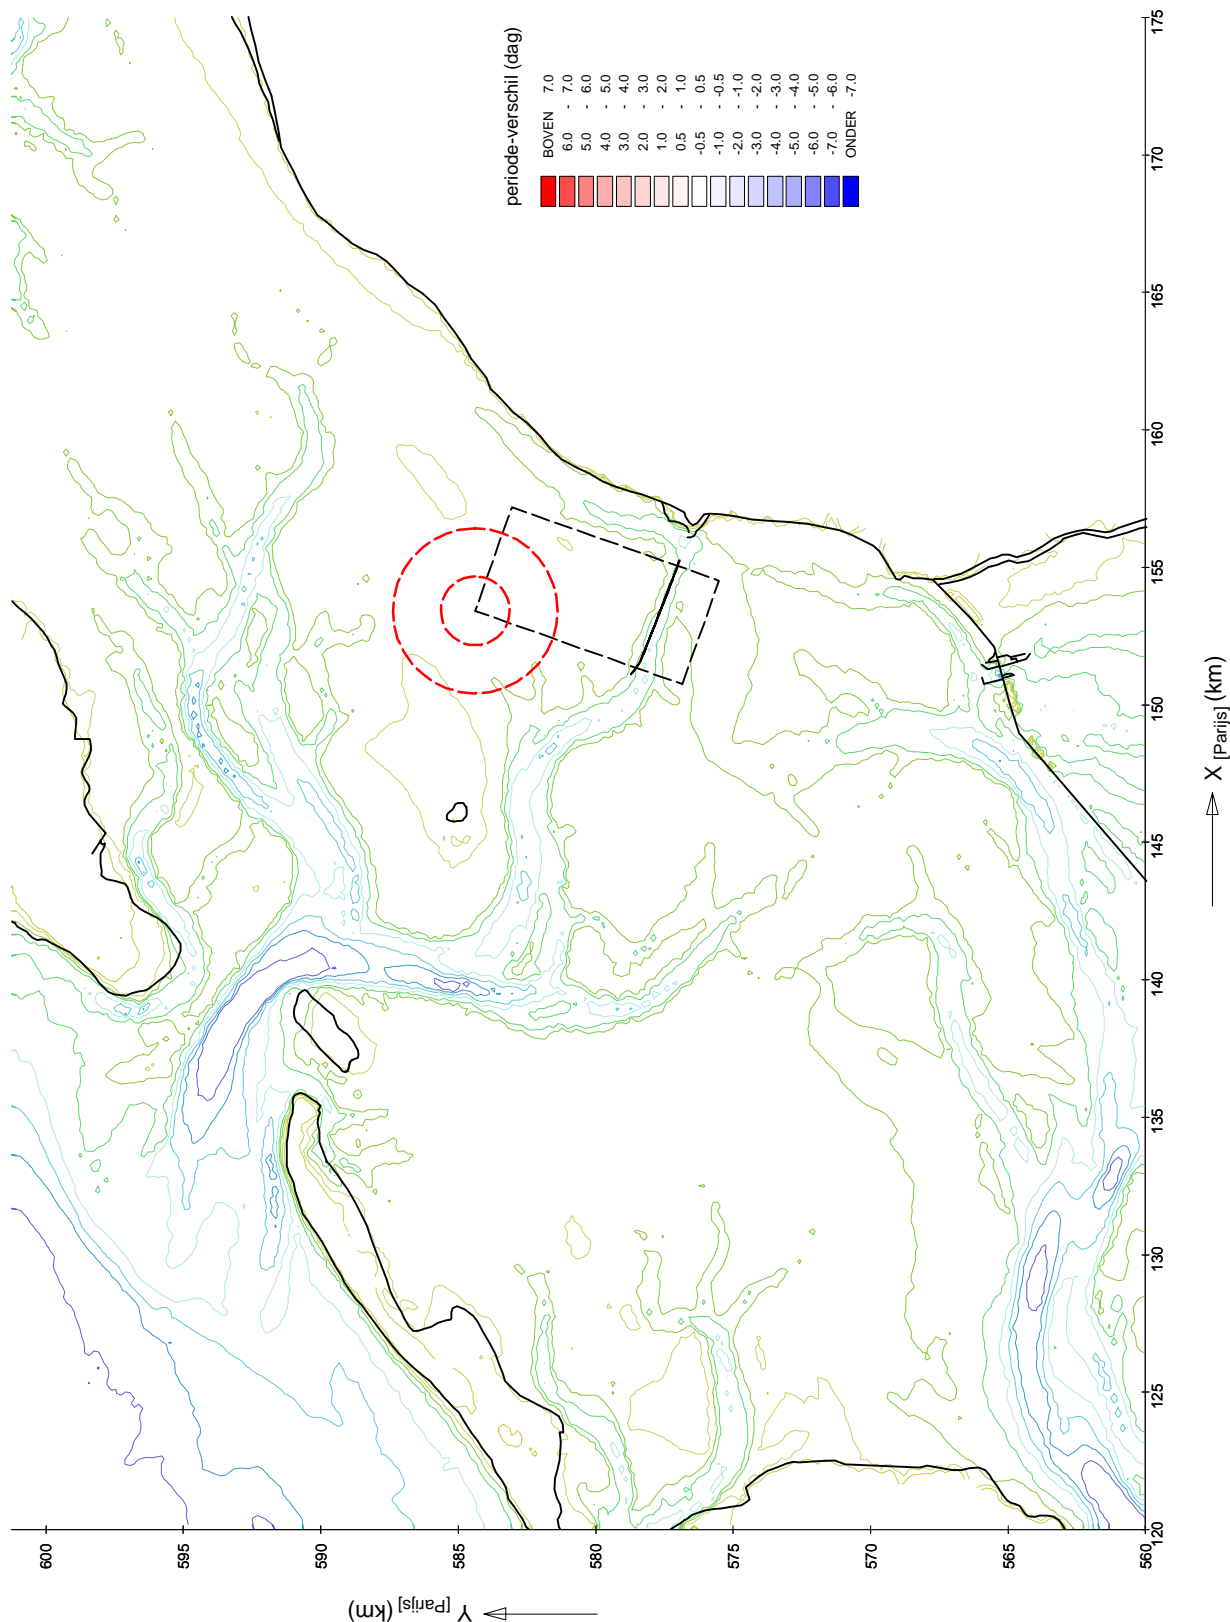 periode-verschil (dag)
BOVEN 7.0
6.0 - 7.0
5.0 - 6.0
4.0 - 5.0
3.0 - 4.0
2.0 - 3.0
1.0 - 2.0
0.5 - 1.0
-0.5 - 0.5
-1.0 - -0.5
-2.0 - -1.0
-3.0 - -2.0
-4.0 - -3.0
-5.0 - -4.0
-6.0 - -5.0
-7.0 - -6.0
ONDER -7.0
600 595 590 585 580 575 570 565 560
Y [Parijs] (km)
120 125 130 135 140 145 150 155 160 165 170 175
X [Parijs] (km)